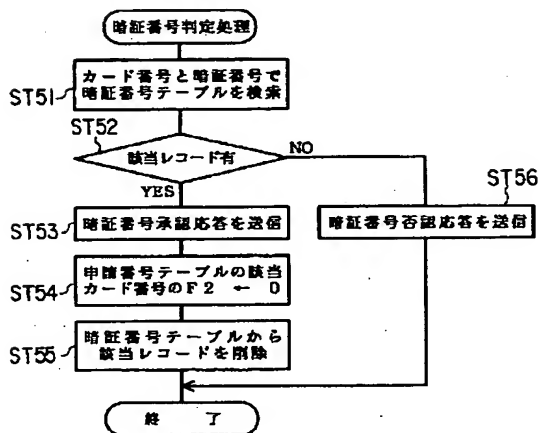 暗証番号判定処理
ST51
カード番号と暗証番号で
暗証番号テーブルを検索
ST52
該当レコード有
NO
YES
ST53
暗証番号承認応答を送信
ST56
暗証番号否認応答を送信
ST54
申請番号テーブルの該当
カード番号のF2 ← 0
ST55
暗証番号テーブルから
該当レコードを削除
終 了